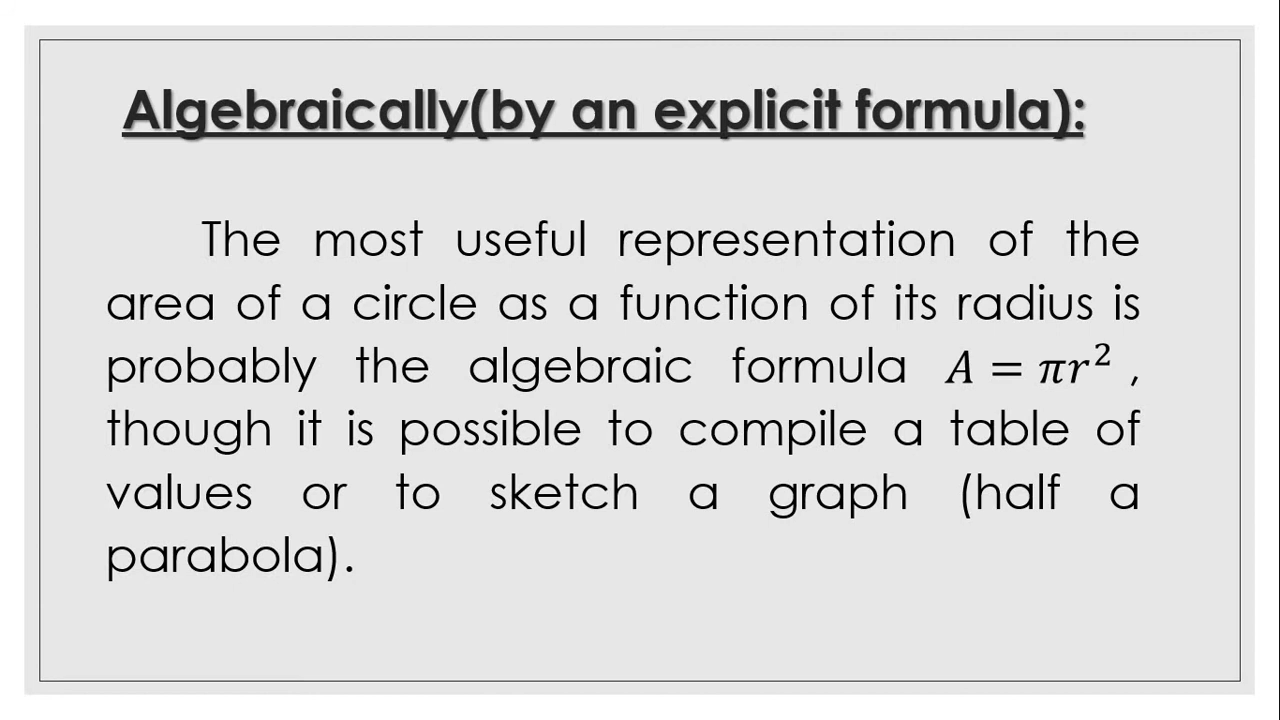 Algebraically(by an explicit formula):
The most useful representation of the
area of a circle as a function of its radius is
probably the algebraic formula A = πr² ,
though it is possible to compile a table of
values or to sketch a graph (half a
parabola).